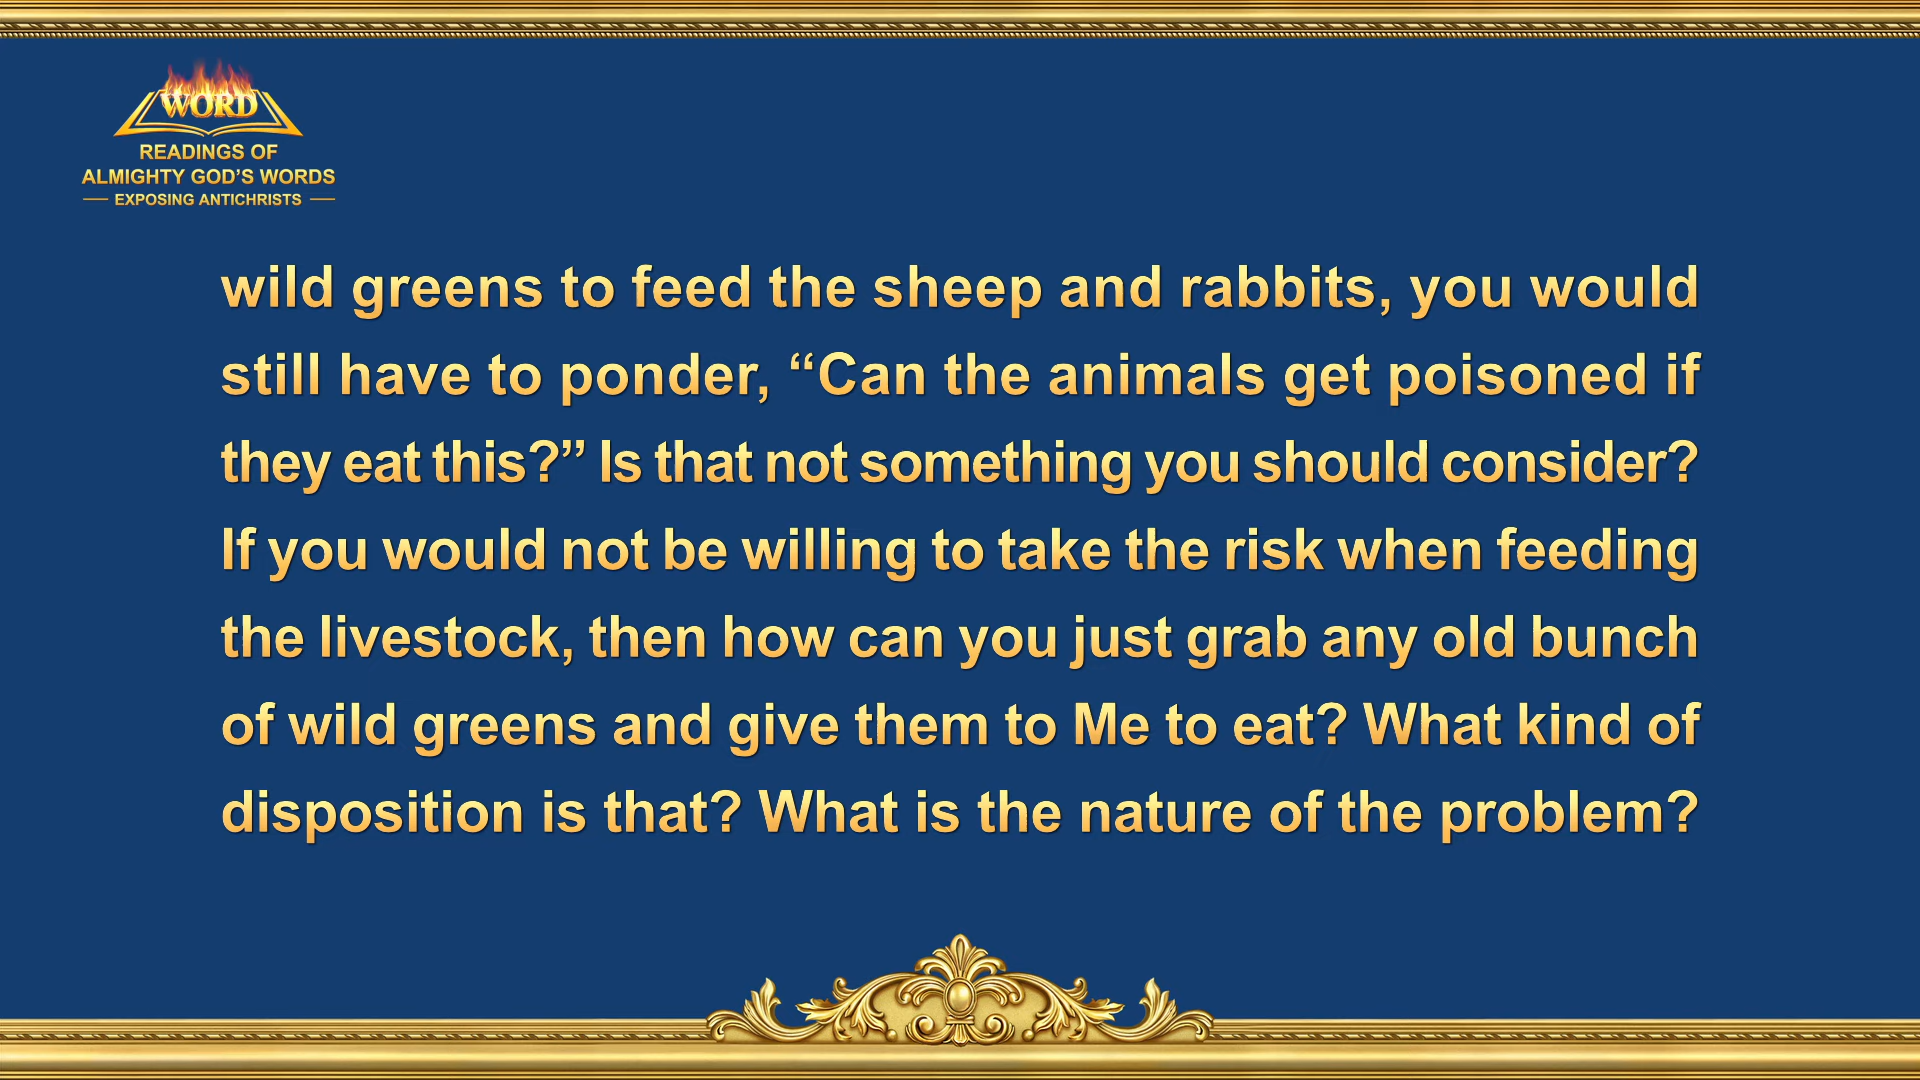 WORD
READINGS OF
ALMIGHTY GOD’S WORDS
EXPOSING ANTICHRISTS
wild greens to feed the sheep and rabbits, you would
still have to ponder, “Can the animals get poisoned if
they eat this?” Is that not something you should consider?
If you would not be willing to take the risk when feeding
the livestock, then how can you just grab any old bunch
of wild greens and give them to Me to eat? What kind of
disposition is that? What is the nature of the problem?